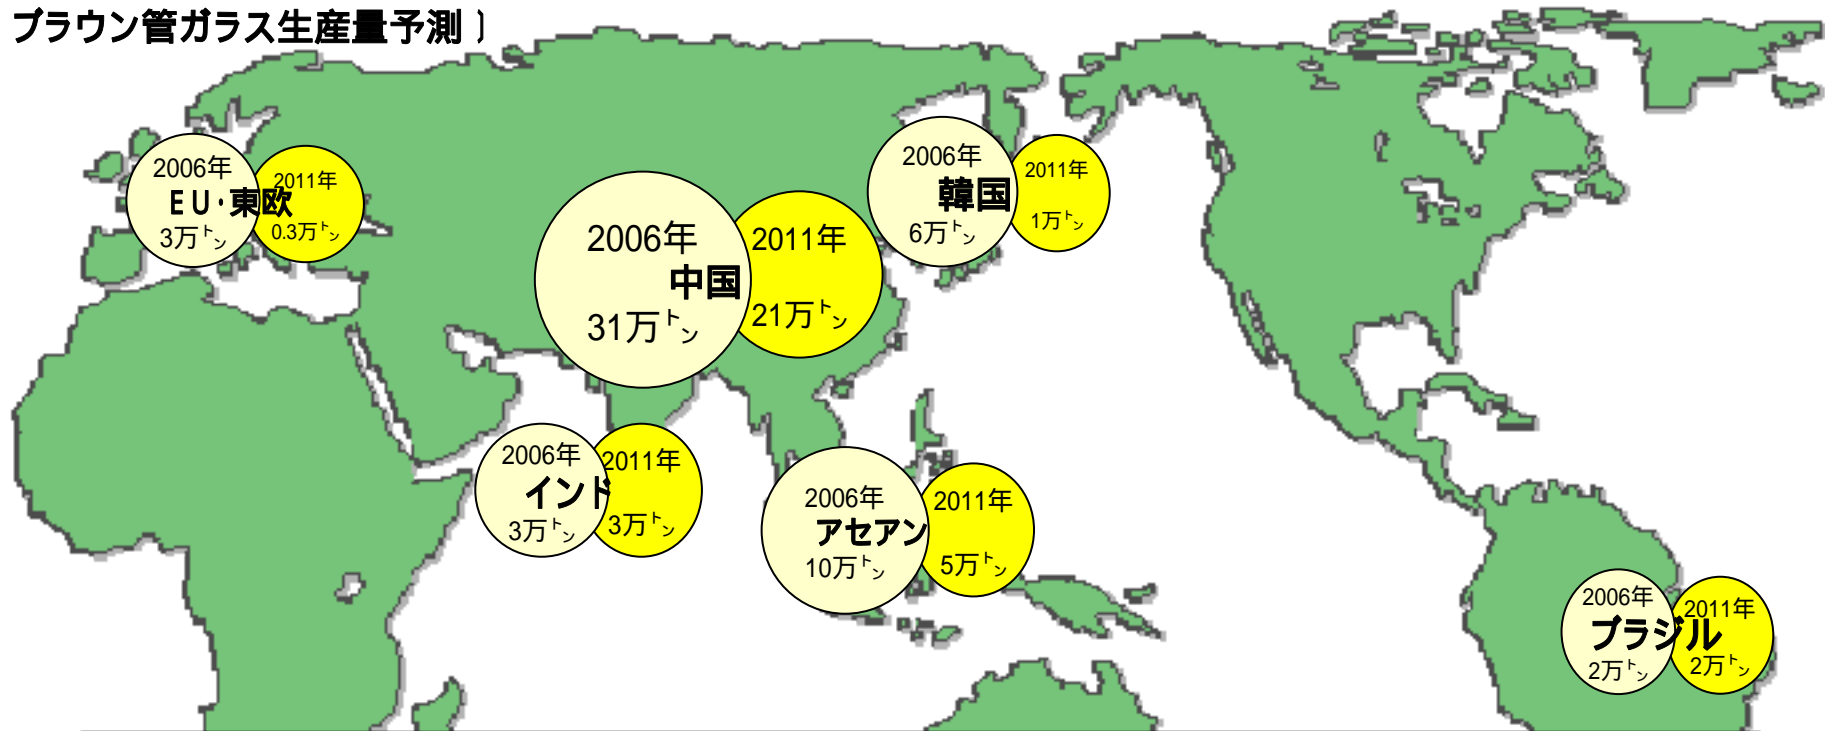 ブラウン管ガラス生産量予測）
2006年
EU・東欧
3万トン
2011年
0.3万トン
2006年
中国
31万トン
2011年
21万トン
2006年
韓国
6万トン
2011年
1万トン
2006年
インド
3万トン
2011年
3万トン
2006年
アセアン
10万トン
2011年
5万トン
2006年
ブラジル
2万トン
2011年
2万トン